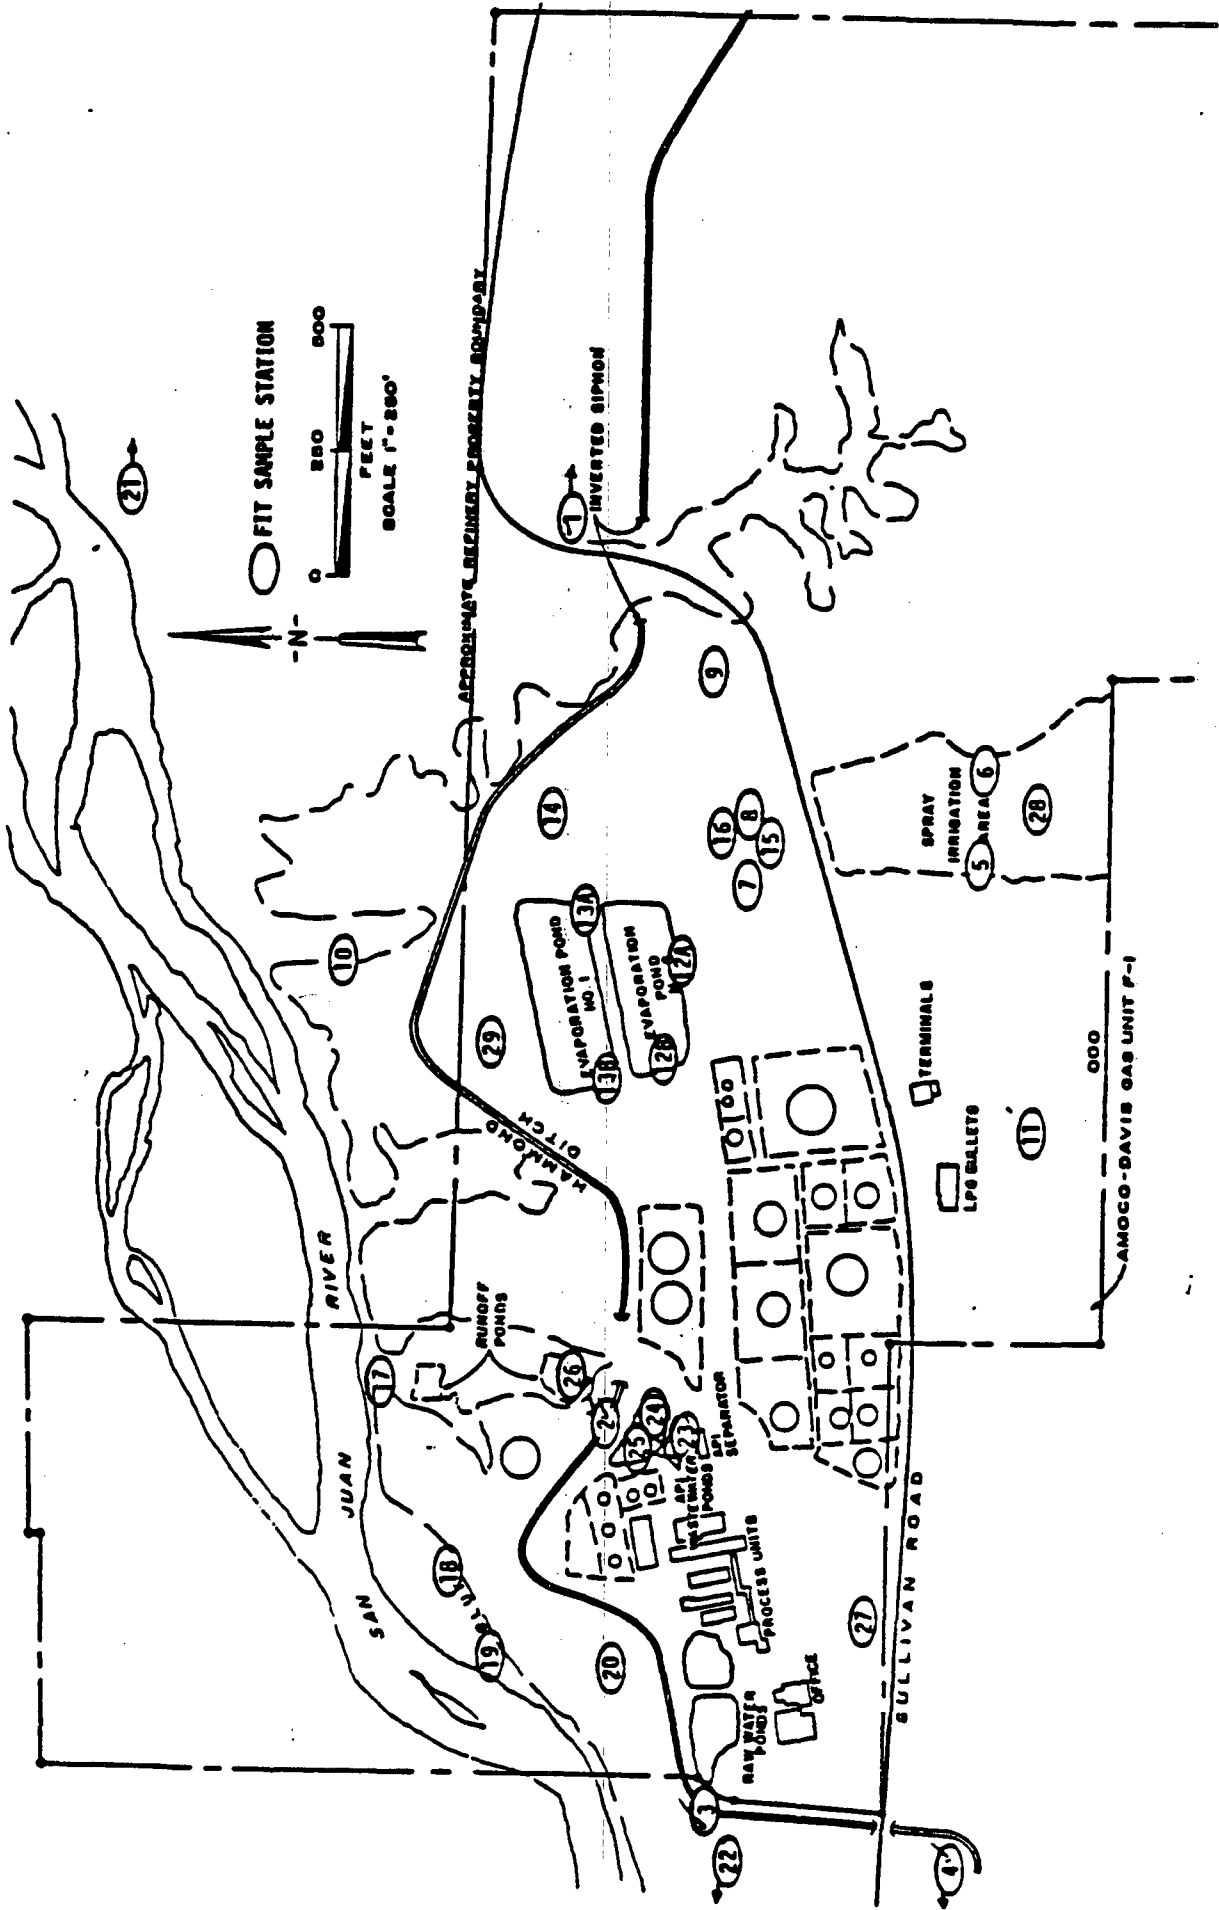 21
FIT SAMPLE STATION
0 250 500
FEET
SCALE 1"=250'
-N-
APPROXIMATE REFINERY PROPERTY BOUNDARY
1
INVERTED SIPHON
9
14
16
8
15
7
SPRAY
IRRIGATION
AREA
5
6
28
10
29
EVAPORATION POND
NO. 1
13A
13B
EVAPORATION
POND
12A
12B
HAMMOND
DITCH
TERMINALS
LPG BULLETS
11
000
AMOCO-DAVIS GAS UNIT F-1
SAN JUAN RIVER
RUNOFF
PONDS
17
26
2
24
25
23
API
SEPARATOR
API
WASTEWATER
PONDS
PROCESS UNITS
18
19
BLUFF
20
27
OFFICE
RAW WATER
PONDS
SULLIVAN ROAD
3
22
4